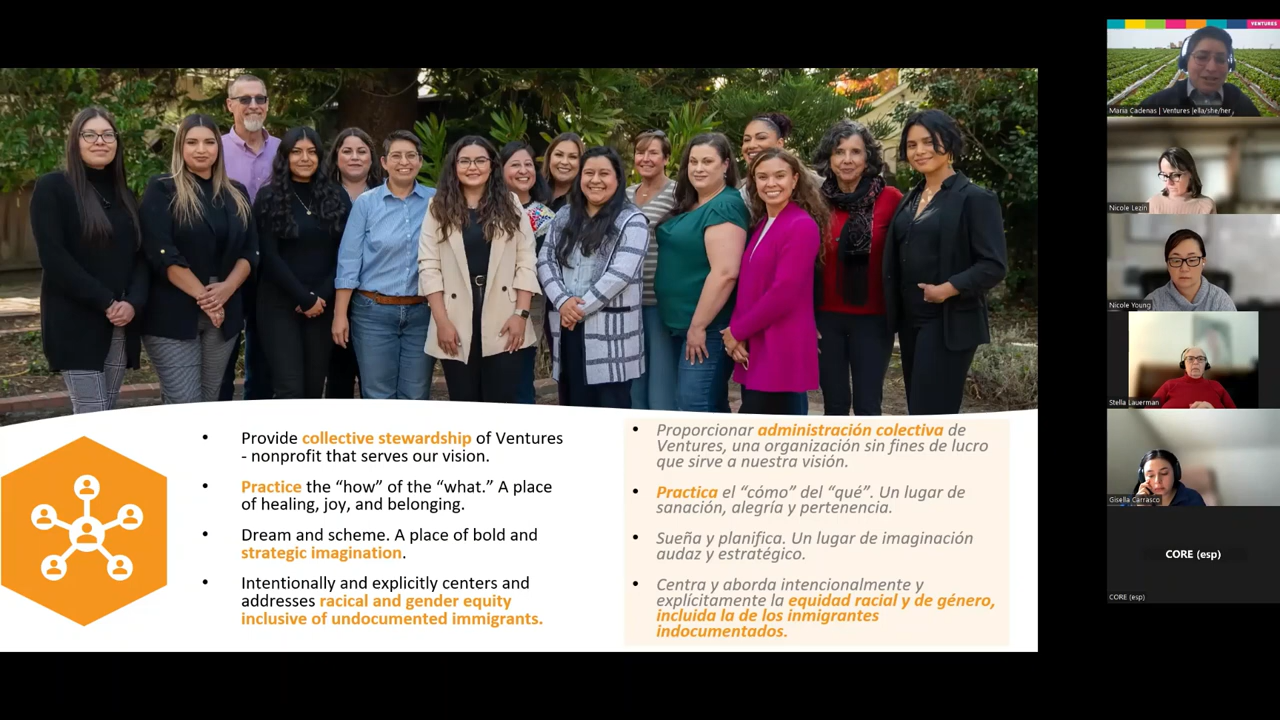 Provide collective stewardship of Ventures
- nonprofit that serves our vision.
Practice the “how” of the “what.” A place
of healing, joy, and belonging.
Dream and scheme. A place of bold and
strategic imagination.
Intentionally and explicitly centers and
addresses racical and gender equity
inclusive of undocumented immigrants.
Proporcionar administración colectiva de
Ventures, una organización sin fines de lucro
que sirve a nuestra visión.
Practica el “cómo” del “qué”. Un lugar de
sanación, alegría y pertenencia.
Sueña y planifica. Un lugar de imaginación
audaz y estratégico.
Centra y aborda intencionalmente y
explícitamente la equidad racial y de género,
incluida la de los inmigrantes
indocumentados.
VENTURES
Maria Cadenas | Ventures (ella/she/her
Nicole Lezin
Nicole Young
Stella Lauerman
Gisella Carrasco
CORE (esp)
CORE (esp)